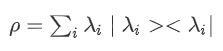 ρ = ∑ᵢ λᵢ | λᵢ >< λᵢ|